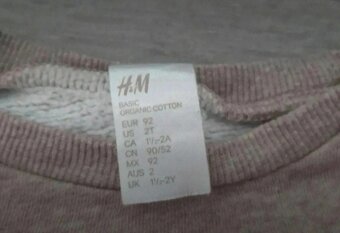 H&M
BASIC
ORGANIC COTTON
EUR 92
US 2T
CA 1½-2A
CN 90/52
MX 92
AUS 2
UK 1½-2Y